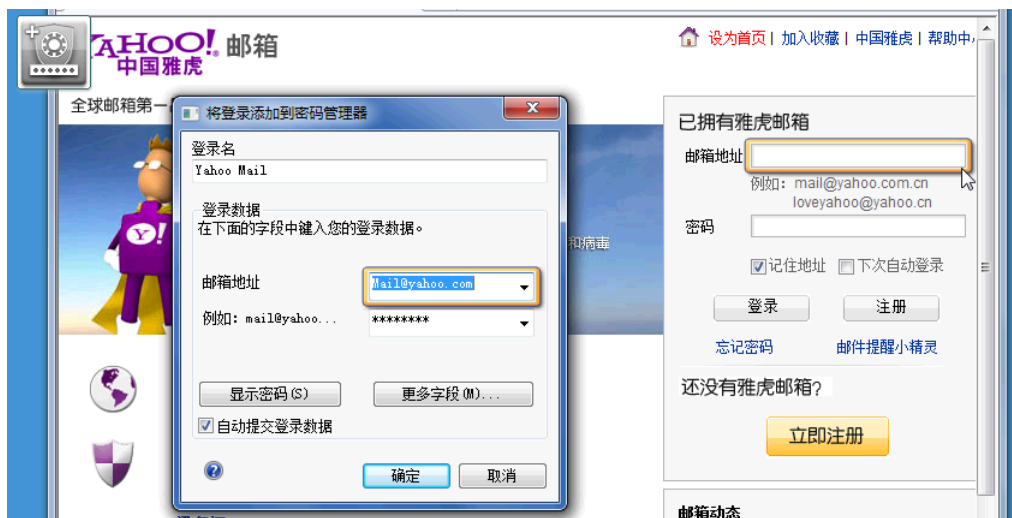 YAHOO! 邮箱
中国雅虎
设为首页 | 加入收藏 | 中国雅虎 | 帮助中
全球邮箱第一
将登录添加到密码管理器
登录名
Yahoo Mail
登录数据
在下面的字段中键入您的登录数据。
邮箱地址
Mail@yahoo.com
例如: mail@yahoo...
********
显示密码(S)
更多字段(M)...
自动提交登录数据
确定
取消
和病毒
已拥有雅虎邮箱
邮箱地址
例如: mail@yahoo.com.cn
loveyahoo@yahoo.cn
密码
记住地址
下次自动登录
登录
注册
忘记密码
邮件提醒小精灵
还没有雅虎邮箱?
立即注册
邮箱动态